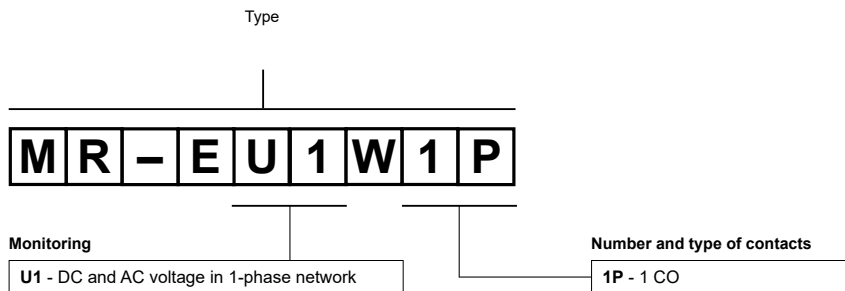 Type
MR–EU1W1P
Monitoring
U1 - DC and AC voltage in 1-phase network
Number and type of contacts
1P - 1 CO